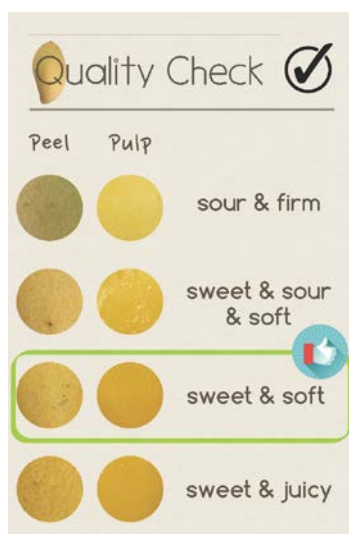 Quality Check
Peel Pulp
sour & firm
sweet & sour
& soft
sweet & soft
sweet & juicy